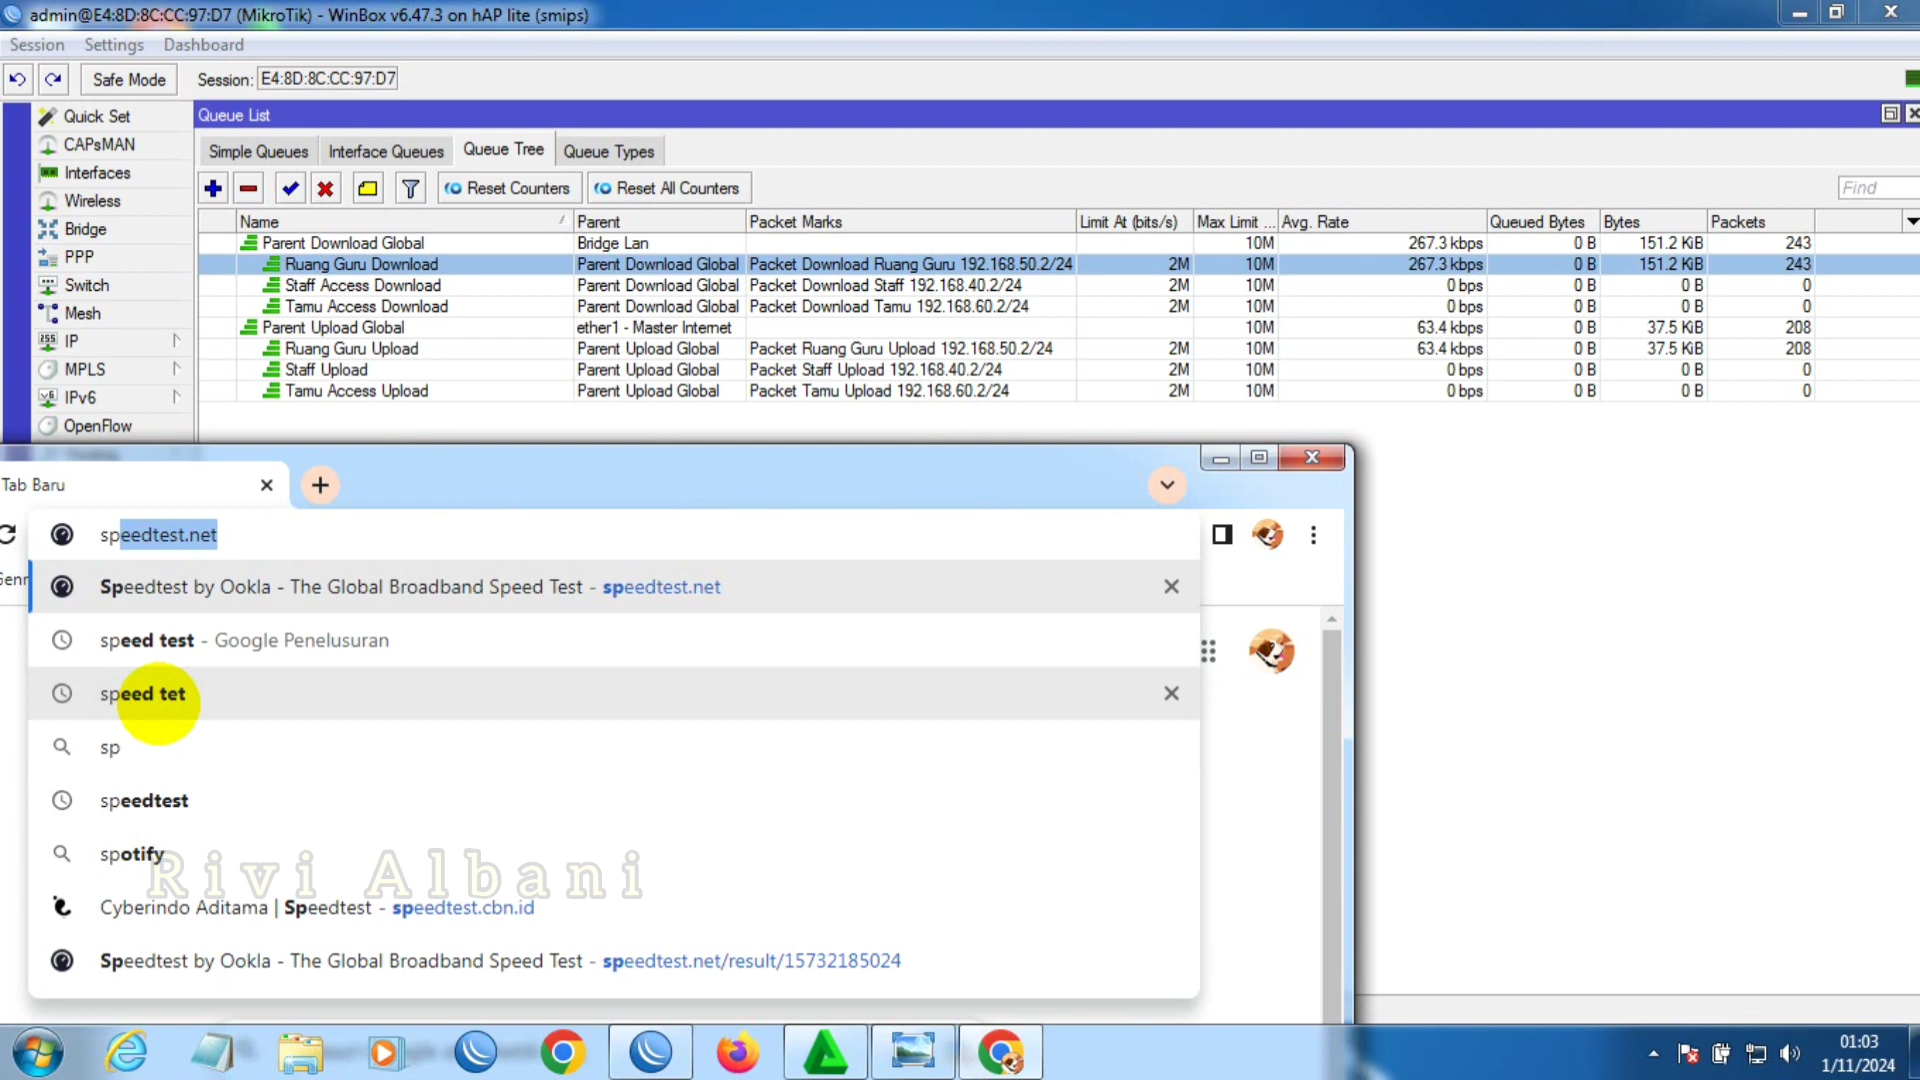 admin@E4:8D:8C:CC:97:D7 (MikroTik) - WinBox v6.47.3 on hAP lite (smips)
Session Settings Dashboard
Safe Mode Session: E4:8D:8C:CC:97:D7
Quick Set
CAPsMAN
Interfaces
Wireless
Bridge
PPP
Switch
Mesh
IP
MPLS
IPv6
OpenFlow
Queue List
Simple Queues Interface Queues Queue Tree Queue Types
Reset Counters Reset All Counters Find
Name Parent Packet Marks Limit At (bits/s) Max Limit ... Avg. Rate Queued Bytes Bytes Packets
Parent Download Global Bridge Lan 10M 267.3 kbps 0 B 151.2 KiB 243
Ruang Guru Download Parent Download Global Packet Download Ruang Guru 192.168.50.2/24 2M 10M 267.3 kbps 0 B 151.2 KiB 243
Staff Access Download Parent Download Global Packet Download Staff 192.168.40.2/24 2M 10M 0 bps 0 B 0 B 0
Tamu Access Download Parent Download Global Packet Download Tamu 192.168.60.2/24 2M 10M 0 bps 0 B 0 B 0
Parent Upload Global ether1 - Master Internet 10M 63.4 kbps 0 B 37.5 KiB 208
Ruang Guru Upload Parent Upload Global Packet Ruang Guru Upload 192.168.50.2/24 2M 10M 63.4 kbps 0 B 37.5 KiB 208
Staff Upload Parent Upload Global Packet Staff Upload 192.168.40.2/24 2M 10M 0 bps 0 B 0 B 0
Tamu Access Upload Parent Upload Global Packet Tamu Upload 192.168.60.2/24 2M 10M 0 bps 0 B 0 B 0
Tab Baru
speedtest.net
Speedtest by Ookla - The Global Broadband Speed Test - speedtest.net
speed test - Google Penelusuran
speed tet
sp
speedtest
spotify
Rivi Albani
Cyberindo Aditama | Speedtest - speedtest.cbn.id
Speedtest by Ookla - The Global Broadband Speed Test - speedtest.net/result/15732185024
01:03
1/11/2024